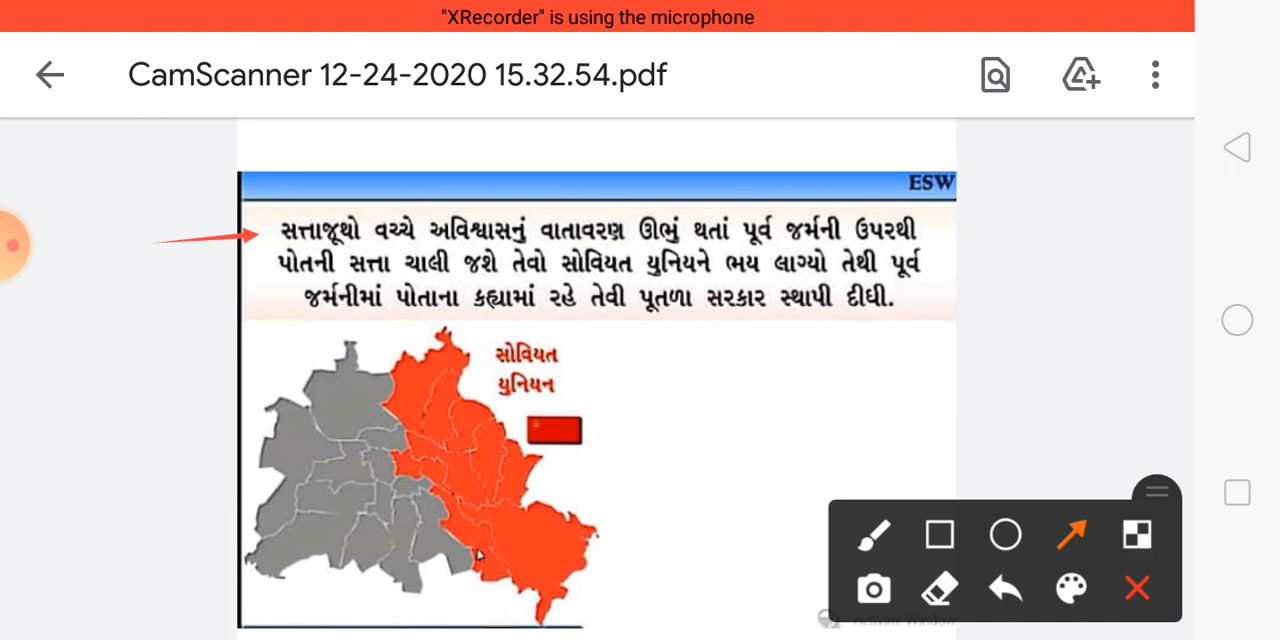 "XRecorder" is using the microphone
CamScanner 12-24-2020 15.32.54.pdf
ESW
સત્તાજૂથો વચ્ચે અવિશ્વાસનું વાતાવરણ ઊભું થતાં પૂર્વ જર્મની ઉપરથી
પોતની સત્તા ચાલી જશે તેવો સોવિયત યુનિયને ભય લાગ્યો તેથી પૂર્વ
જર્મનીમાં પોતાના કહ્યામાં રહે તેવી પૂતળા સરકાર સ્થાપી દીધી.
સોવિયત
યુનિયન